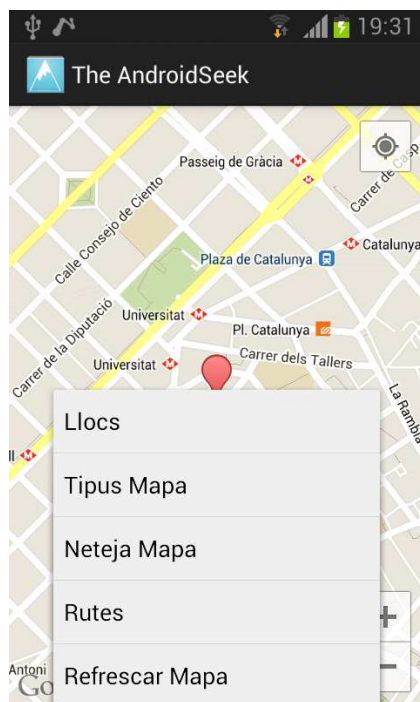 19:31
The AndroidSeek
Passeig de Gràcia
Carrer de Casp
Calle Consejo de Ciento
Catalunya
Plaza de Catalunya
Universitat
Pl. Catalunya
Carrer de la Diputació
Carrer dels Tallers
Universitat
La Rambla
Llocs
Tipus Mapa
Neteja Mapa
Rutes
+
Refrescar Mapa
−
Antoni
Go